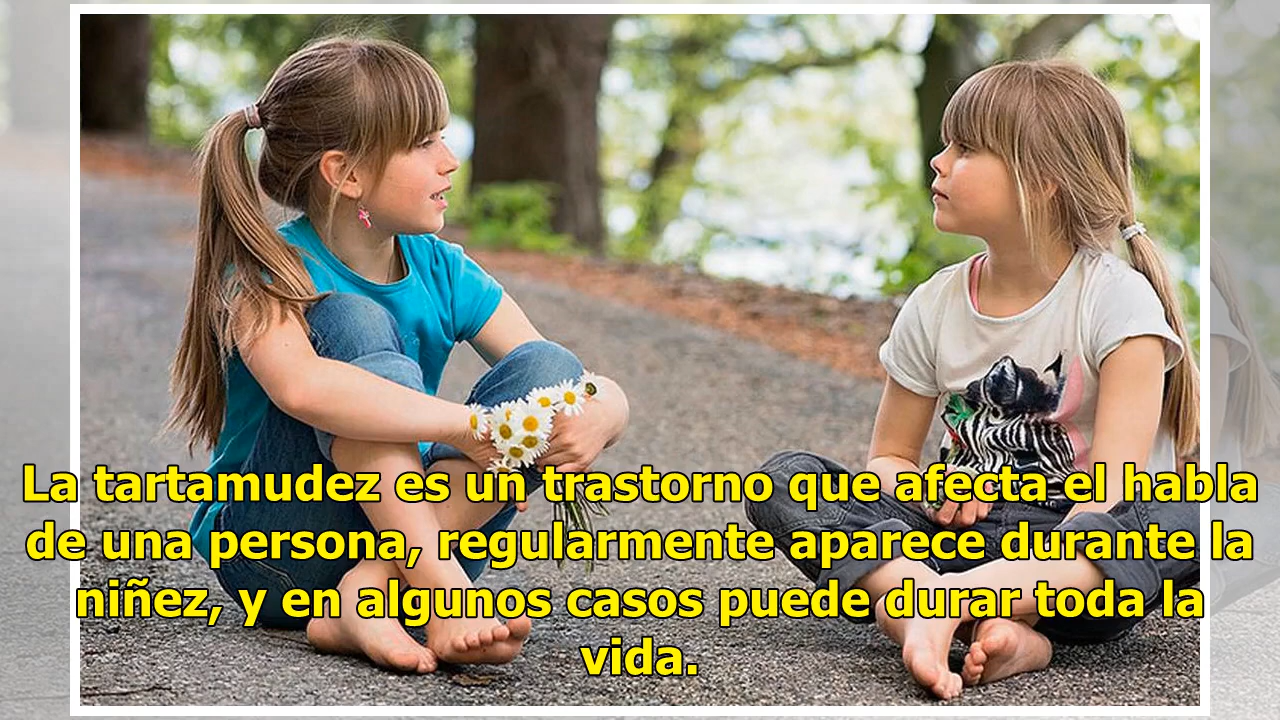 La tartamudez es un trastorno que afecta el habla
de una persona, regularmente aparece durante la
niñez, y en algunos casos puede durar toda la
vida.